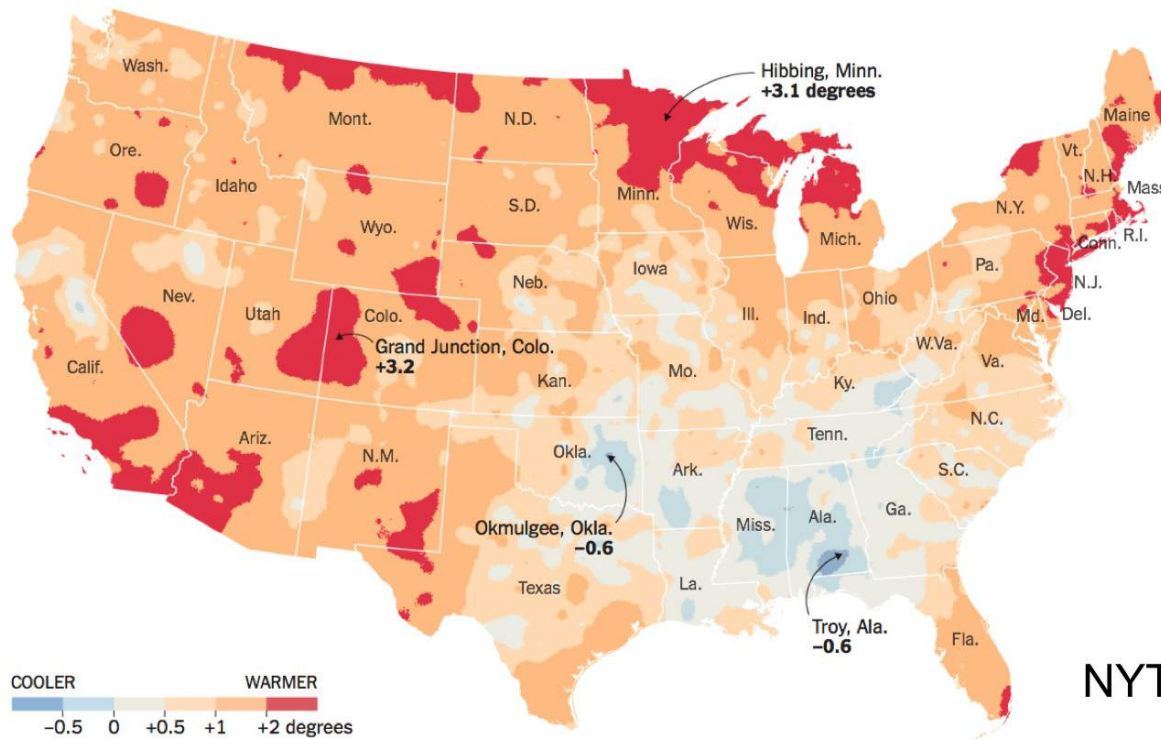 Wash.
Mont.
N.D.
Hibbing, Minn.
+3.1 degrees
Maine
Ore.
Idaho
Vt.
N.H.
Mass
Minn.
S.D.
Wyo.
Wis.
Mich.
N.Y.
Conn.
R.I.
Nev.
Utah
Colo.
Neb.
Iowa
Pa.
N.J.
Ill.
Ind.
Ohio
Md.
Del.
Calif.
Grand Junction, Colo.
+3.2
Kan.
Mo.
W.Va.
Va.
Ky.
N.C.
Ariz.
N.M.
Okla.
Ark.
Tenn.
S.C.
Okmulgee, Okla.
−0.6
Miss.
Ala.
Ga.
Texas
La.
Troy, Ala.
−0.6
Fla.
NYT
COOLER WARMER
−0.5 0 +0.5 +1 +2 degrees